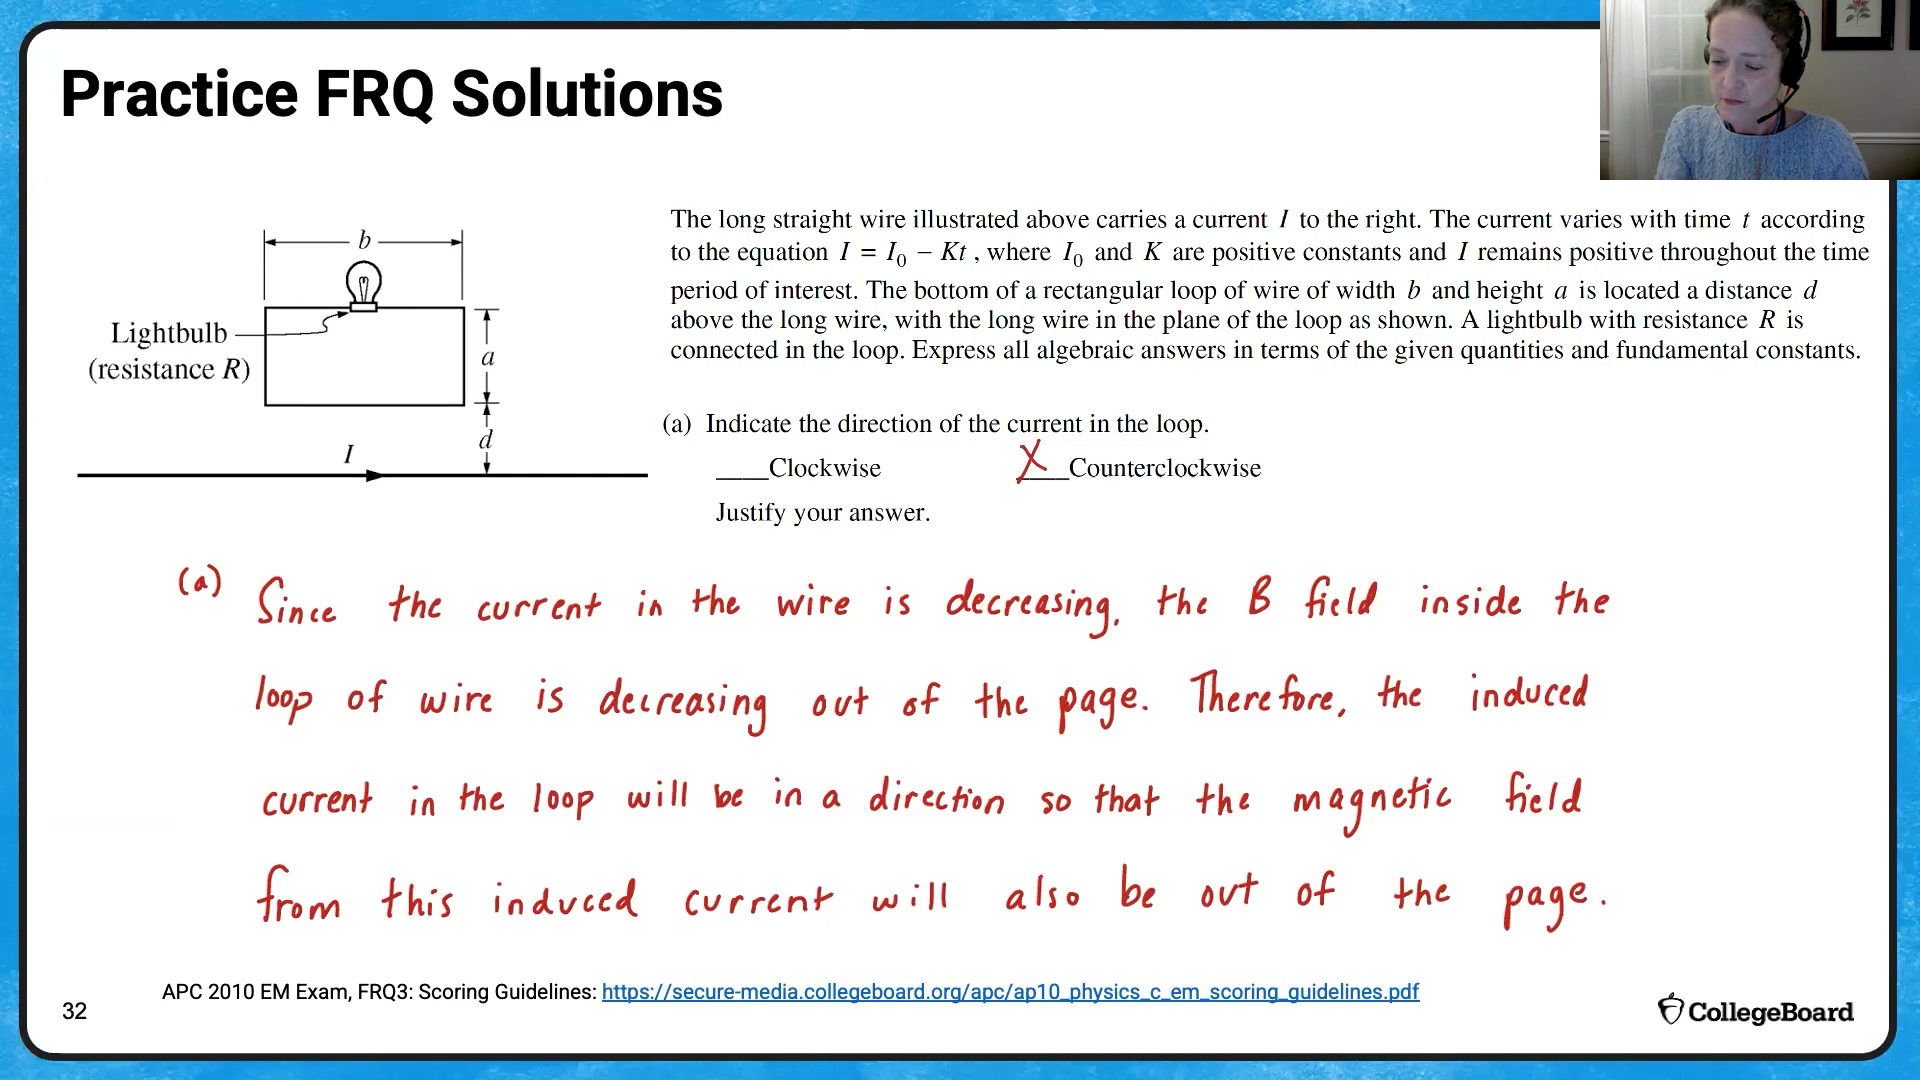 Practice FRQ Solutions
b
Lightbulb
(resistance R)
a
d
I
The long straight wire illustrated above carries a current I to the right. The current varies with time t according
to the equation I = I₀ − Kt , where I₀ and K are positive constants and I remains positive throughout the time
period of interest. The bottom of a rectangular loop of wire of width b and height a is located a distance d
above the long wire, with the long wire in the plane of the loop as shown. A lightbulb with resistance R is
connected in the loop. Express all algebraic answers in terms of the given quantities and fundamental constants.
(a) Indicate the direction of the current in the loop.
____Clockwise X ____Counterclockwise
Justify your answer.
(a) Since the current in the wire is decreasing, the B field inside the
loop of wire is decreasing out of the page. Therefore, the induced
current in the loop will be in a direction so that the magnetic field
from this induced current will also be out of the page.
APC 2010 EM Exam, FRQ3: Scoring Guidelines: https://secure-media.collegeboard.org/apc/ap10_physics_c_em_scoring_guidelines.pdf
32
CollegeBoard